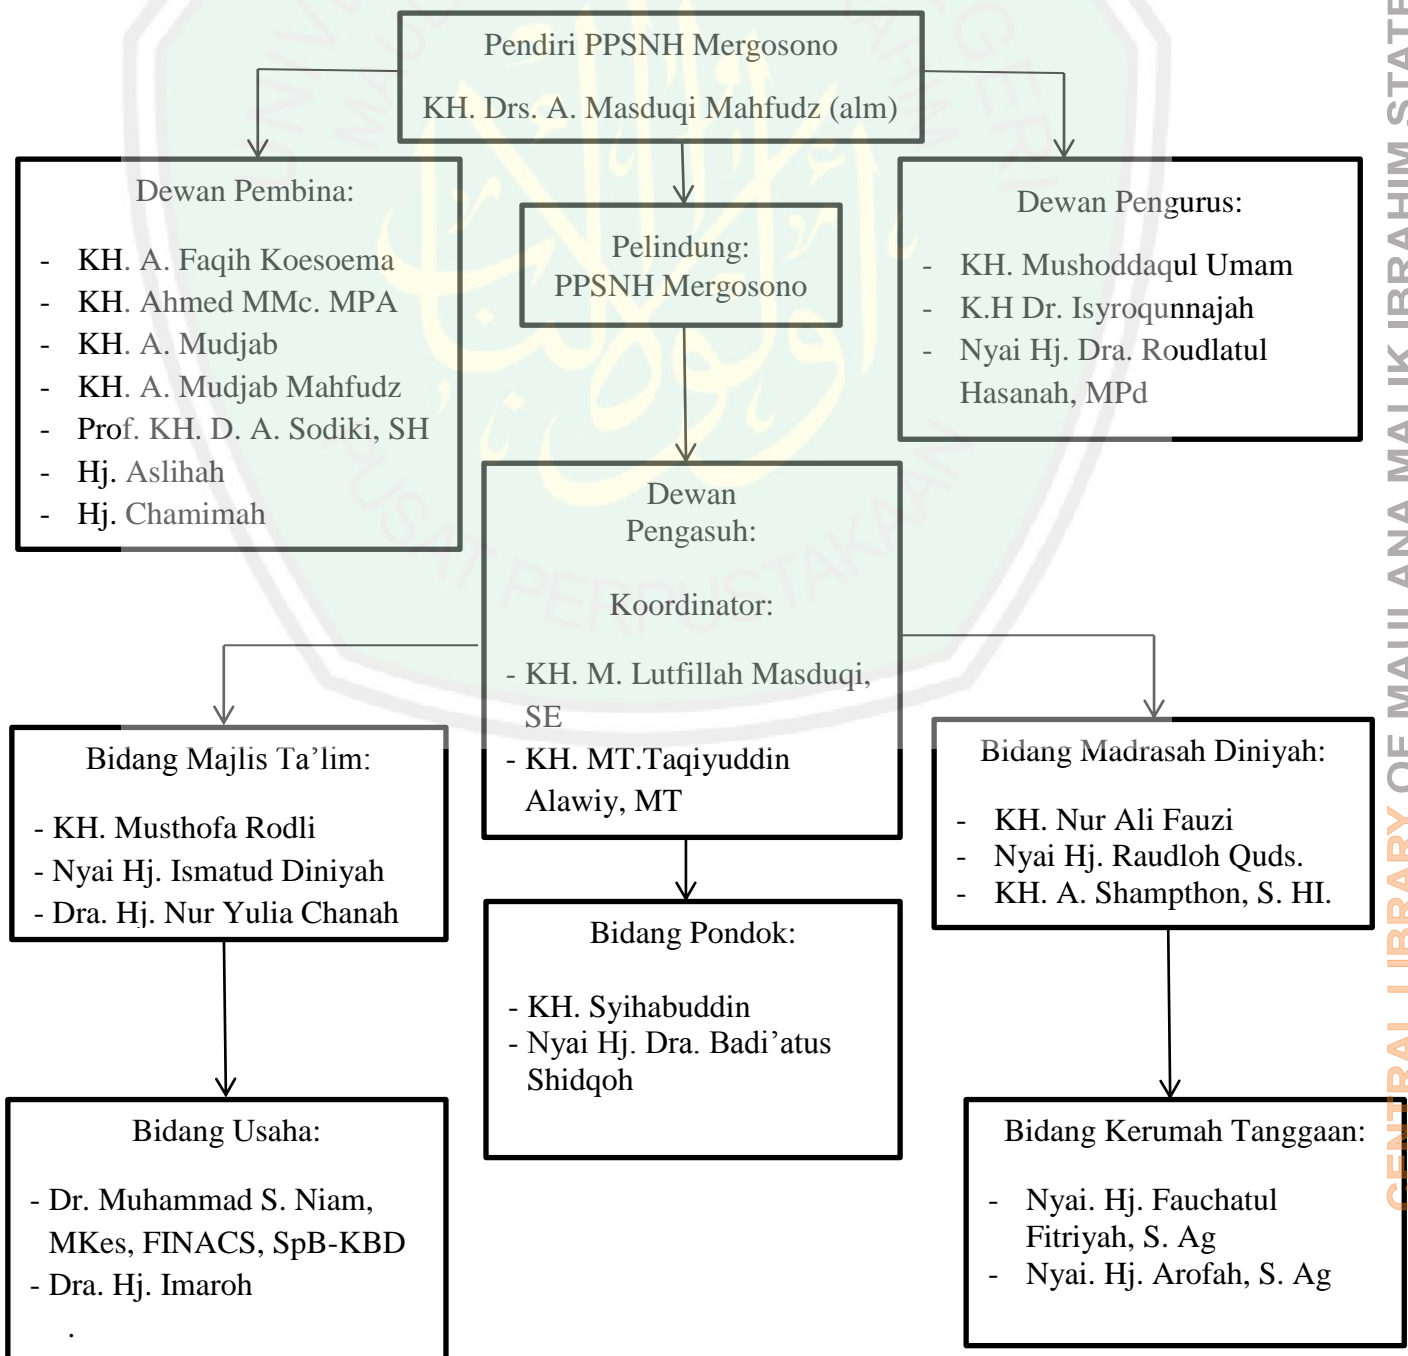 Pendiri PPSNH Mergosono
KH. Drs. A. Masduqi Mahfudz (alm)
Dewan Pembina:
- KH. A. Faqih Koesoema
- KH. Ahmed MMc. MPA
- KH. A. Mudjab
- KH. A. Mudjab Mahfudz
- Prof. KH. D. A. Sodiki, SH
- Hj. Aslihah
- Hj. Chamimah
Pelindung:
PPSNH Mergosono
Dewan Pengurus:
- KH. Mushoddaqul Umam
- K.H Dr. Isyroqunnajah
- Nyai Hj. Dra. Roudlatul
Hasanah, MPd
Dewan
Pengasuh:
Koordinator:
- KH. M. Lutfillah Masduqi,
SE
- KH. MT.Taqiyuddin
Alawiy, MT
Bidang Majlis Ta’lim:
- KH. Musthofa Rodli
- Nyai Hj. Ismatud Diniyah
- Dra. Hj. Nur Yulia Chanah
Bidang Pondok:
- KH. Syihabuddin
- Nyai Hj. Dra. Badi’atus
Shidqoh
Bidang Madrasah Diniyah:
- KH. Nur Ali Fauzi
- Nyai Hj. Raudloh Quds.
- KH. A. Shampthon, S. HI.
Bidang Usaha:
- Dr. Muhammad S. Niam,
MKes, FINACS, SpB-KBD
- Dra. Hj. Imaroh
.
Bidang Kerumah Tanggaan:
- Nyai. Hj. Fauchatul
Fitriyah, S. Ag
- Nyai. Hj. Arofah, S. Ag
PUSAT PERPUSTAKAAN
CENTRAL LIBRARY OF MAULANA MALIK IBRAHIM STATE